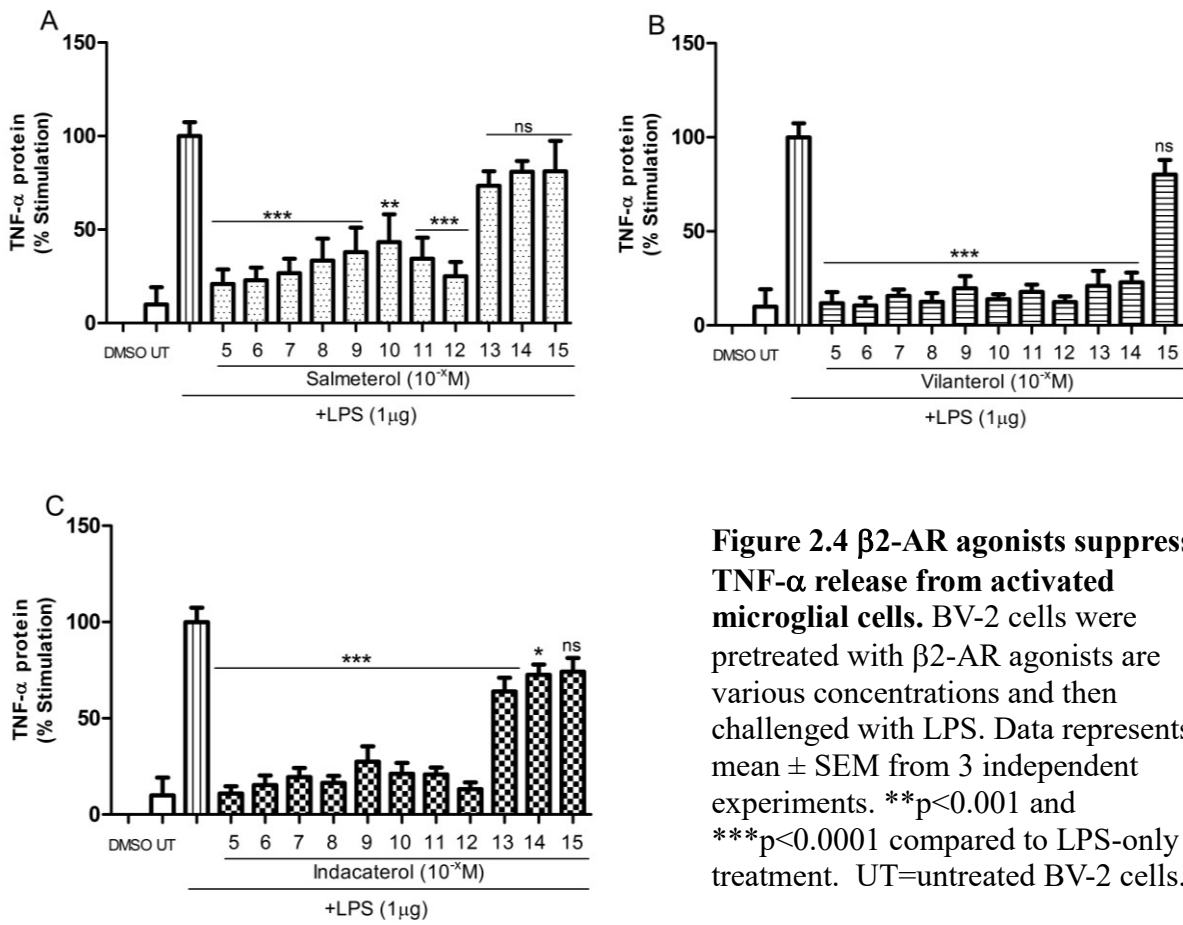 A
150
100
50
0
TNF-α protein
(% Stimulation)
***
**
***
ns
DMSO UT
5 6 7 8 9 10 11 12 13 14 15
Salmeterol (10⁻ˣM)
+LPS (1μg)
B
150
100
50
0
TNF-α protein
(% Stimulation)
***
ns
DMSO UT
5 6 7 8 9 10 11 12 13 14 15
Vilanterol (10⁻ˣM)
+LPS (1μg)
C
150
100
50
0
TNF-α protein
(% Stimulation)
***
*
ns
DMSO UT
5 6 7 8 9 10 11 12 13 14 15
Indacaterol (10⁻ˣM)
+LPS (1μg)
Figure 2.4 β2-AR agonists suppress
TNF-α release from activated
microglial cells. BV-2 cells were
pretreated with β2-AR agonists are
various concentrations and then
challenged with LPS. Data represents
mean ± SEM from 3 independent
experiments. **p<0.001 and
***p<0.0001 compared to LPS-only
treatment. UT=untreated BV-2 cells.